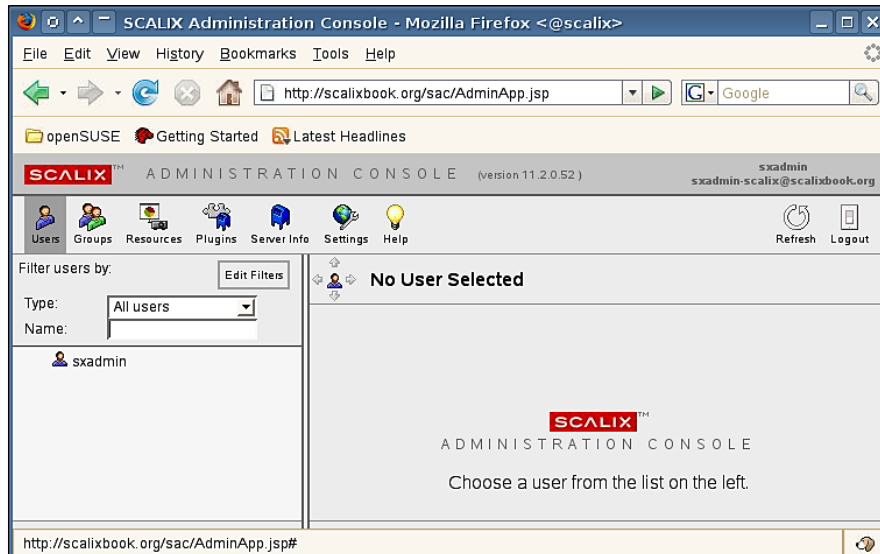 SCALIX Administration Console - Mozilla Firefox <@scalix>
File Edit View History Bookmarks Tools Help
http://scalixbook.org/sac/AdminApp.jsp
G Google
openSUSE Getting Started Latest Headlines
SCALIX™ ADMINISTRATION CONSOLE (version 11.2.0.52 )
sxadmin
sxadmin-scalix@scalixbook.org
Users Groups Resources Plugins Server Info Settings Help Refresh Logout
Filter users by: Edit Filters
Type: All users
Name:
sxadmin
No User Selected
SCALIX™
ADMINISTRATION CONSOLE
Choose a user from the list on the left.
http://scalixbook.org/sac/AdminApp.jsp#